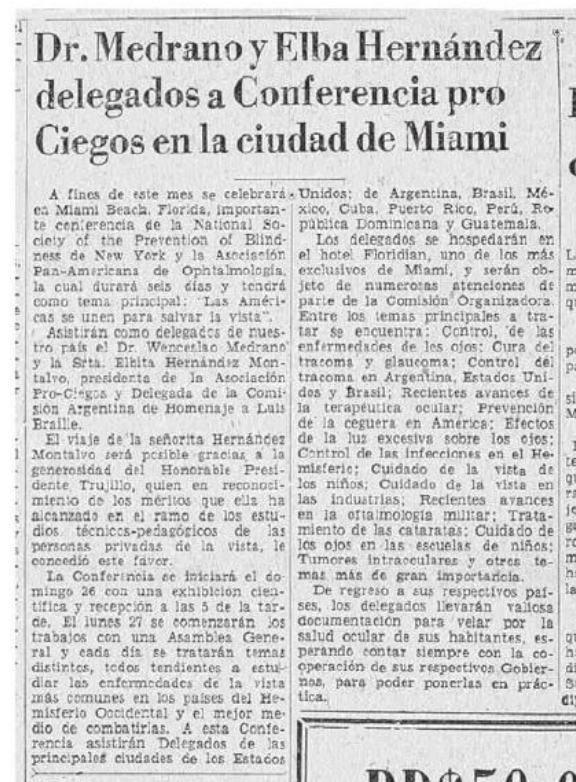 Dr. Medrano y Elba Hernández
delegados a Conferencia pro
Ciegos en la ciudad de Miami
A fines de este mes se celebrará
en Miami Beach, Florida, importan-
te conferencia de la National So-
ciety of the Prevention of Blind-
ness de New York y la Asociación
Pan-Americana de Ophtalmología,
la cual durará seis días y tendrá
como tema principal: "Las Améri-
cas se unen para salvar la vista".
Asistirán como delegados de nues-
tro país el Dr. Wenceslao Medrano
y la Srta. Elbita Hernández Mon-
talvo, presidenta de la Asociación
Pro-Ciegos y Delegada de la Comi-
sión Argentina de Homenaje a Luis
Braille.
El viaje de la señorita Hernández
Montalvo será posible gracias a la
generosidad del Honorable Presi-
dente Trujillo, quien en reconoci-
miento de los méritos que ella ha
alcanzado en el ramo de los estu-
dios técnicos-pedagógicos de las
personas privadas de la vista, le
concedió este favor.
La Conferencia se iniciará el do-
mingo 26 con una exhibición cien-
tífica y recepción a las 5 de la tar-
de. El lunes 27 se comenzarán los
trabajos con una Asamblea Gene-
ral y cada día se tratarán temas
distintos, todos tendientes a estu-
diar las enfermedades de la vista
más comunes en los países del He-
misferio Occidental y el mejor me-
dio de combatirlas. A esta Confe-
rencia asistirán Delegados de las
principales ciudades de los Estados
Unidos; de Argentina, Brasil, Mé-
xico, Cuba, Puerto Rico, Perú, Re-
pública Dominicana y Guatemala.
Los delegados se hospedarán en
el hotel Floridian, uno de los más
exclusivos de Miami, y serán ob-
jeto de numerosas atenciones de
parte de la Comisión Organizadora.
Entre los temas principales a tra-
tar se encuentra: Control, de las
enfermedades de los ojos; Cura del
tracoma y glaucoma; Control del
tracoma en Argentina, Estados Uni-
dos y Brasil; Recientes avances de
la terapéutica ocular; Prevención
de la ceguera en America; Efectos
de la luz excesiva sobre los ojos;
Control de las infecciones en el He-
misferio; Cuidado de la vista de
los niños; Cuidado de la vista en
las industrias; Recientes avances
en la oftalmología militar; Trata-
miento de las cataratas; Cuidado de
los ojos en las escuelas de niños;
Tumores intraoculares y otros te-
mas más de gran importancia.
De regreso a sus respectivos paí-
ses, los delegados llevarán valiosa
documentación para velar por la
salud ocular de sus habitantes, es-
perando contar siempre con la co-
operación de sus respectivos Gobier-
nos, para poder ponerlas en prác-
tica.